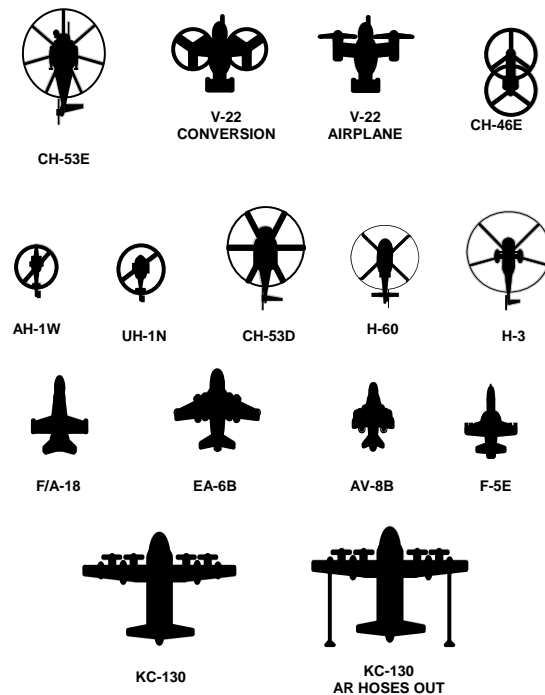 CH-53E
V-22
CONVERSION
V-22
AIRPLANE
CH-46E
AH-1W
UH-1N
CH-53D
H-60
H-3
F/A-18
EA-6B
AV-8B
F-5E
KC-130
KC-130
AR HOSES OUT